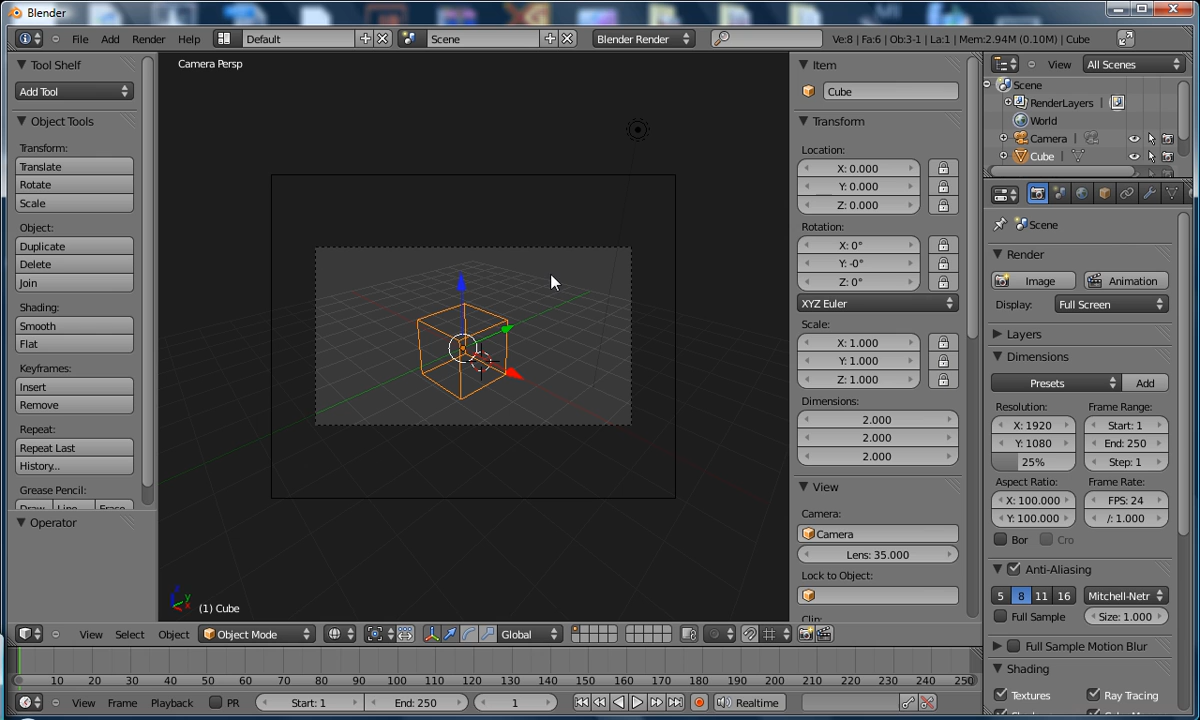 Blender
File Add Render Help Default Scene Blender Render Ve:8 | Fa:6 | Ob:3-1 | La:1 | Mem:2.94M (0.10M) | Cube
Tool Shelf
Add Tool
Object Tools
Transform:
Translate
Rotate
Scale
Object:
Duplicate
Delete
Join
Shading:
Smooth
Flat
Keyframes:
Insert
Remove
Repeat:
Repeat Last
History...
Grease Pencil:
Draw Line Erase
Operator
Camera Persp
(1) Cube
Item
Cube
Transform
Location:
X: 0.000
Y: 0.000
Z: 0.000
Rotation:
X: 0°
Y: -0°
Z: 0°
XYZ Euler
Scale:
X: 1.000
Y: 1.000
Z: 1.000
Dimensions:
2.000
2.000
2.000
View
Camera:
Camera
Lens: 35.000
Lock to Object:
Clip:
View All Scenes
Scene
RenderLayers
World
Camera
Cube
Scene
Render
Image Animation
Display: Full Screen
Layers
Dimensions
Presets Add
Resolution: Frame Range:
X: 1920 Start: 1
Y: 1080 End: 250
25% Step: 1
Aspect Ratio: Frame Rate:
X: 100.000 FPS: 24
Y: 100.000 /: 1.000
Bor Cro
Anti-Aliasing
5 8 11 16 Mitchell-Netr
Full Sample Size: 1.000
Full Sample Motion Blur
Shading
Textures Ray Tracing
View Select Object Object Mode Global
10 20 30 40 50 60 70 80 90 100 110 120 130 140 150 160 170 180 190 200 210 220 230 240 250
View Frame Playback PR Start: 1 End: 250 1 Realtime